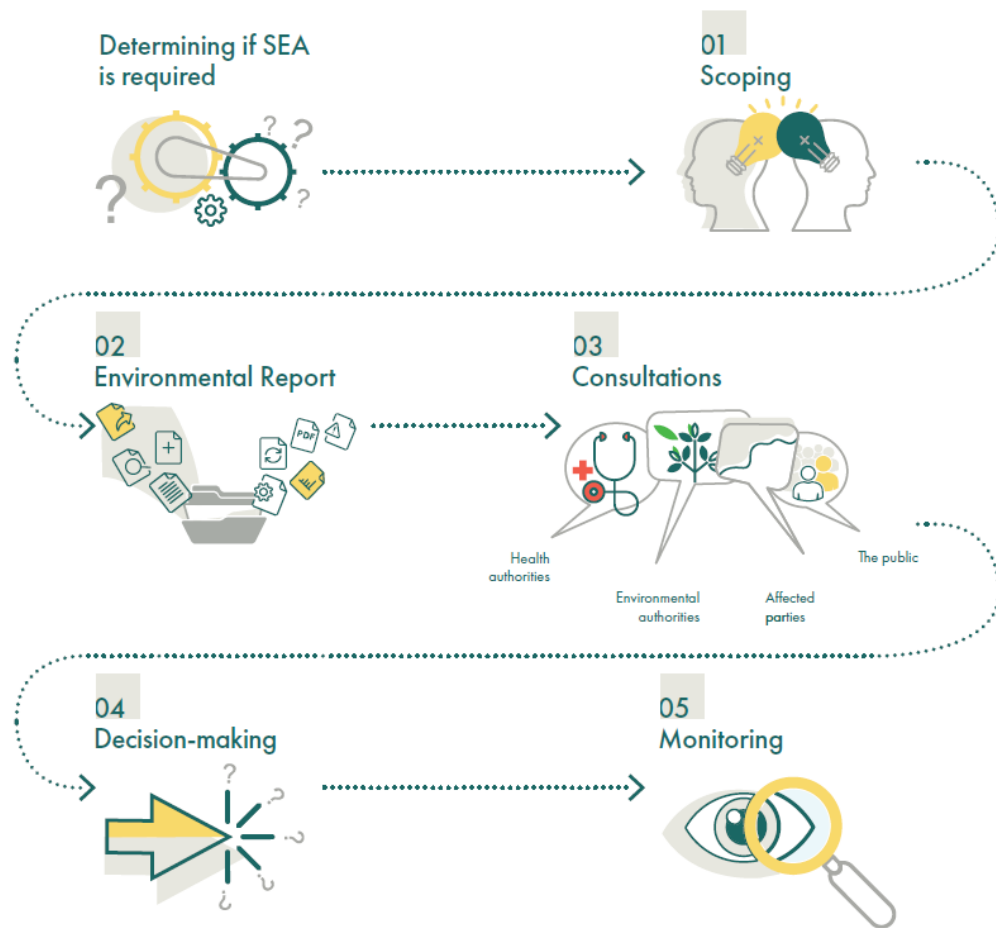 Determining if SEA
is required
?
?
?
?
01
Scoping
02
Environmental Report
PDF
03
Consultations
Health
authorities
Environmental
authorities
Affected
parties
The public
04
Decision-making
?
?
?
?
?
05
Monitoring